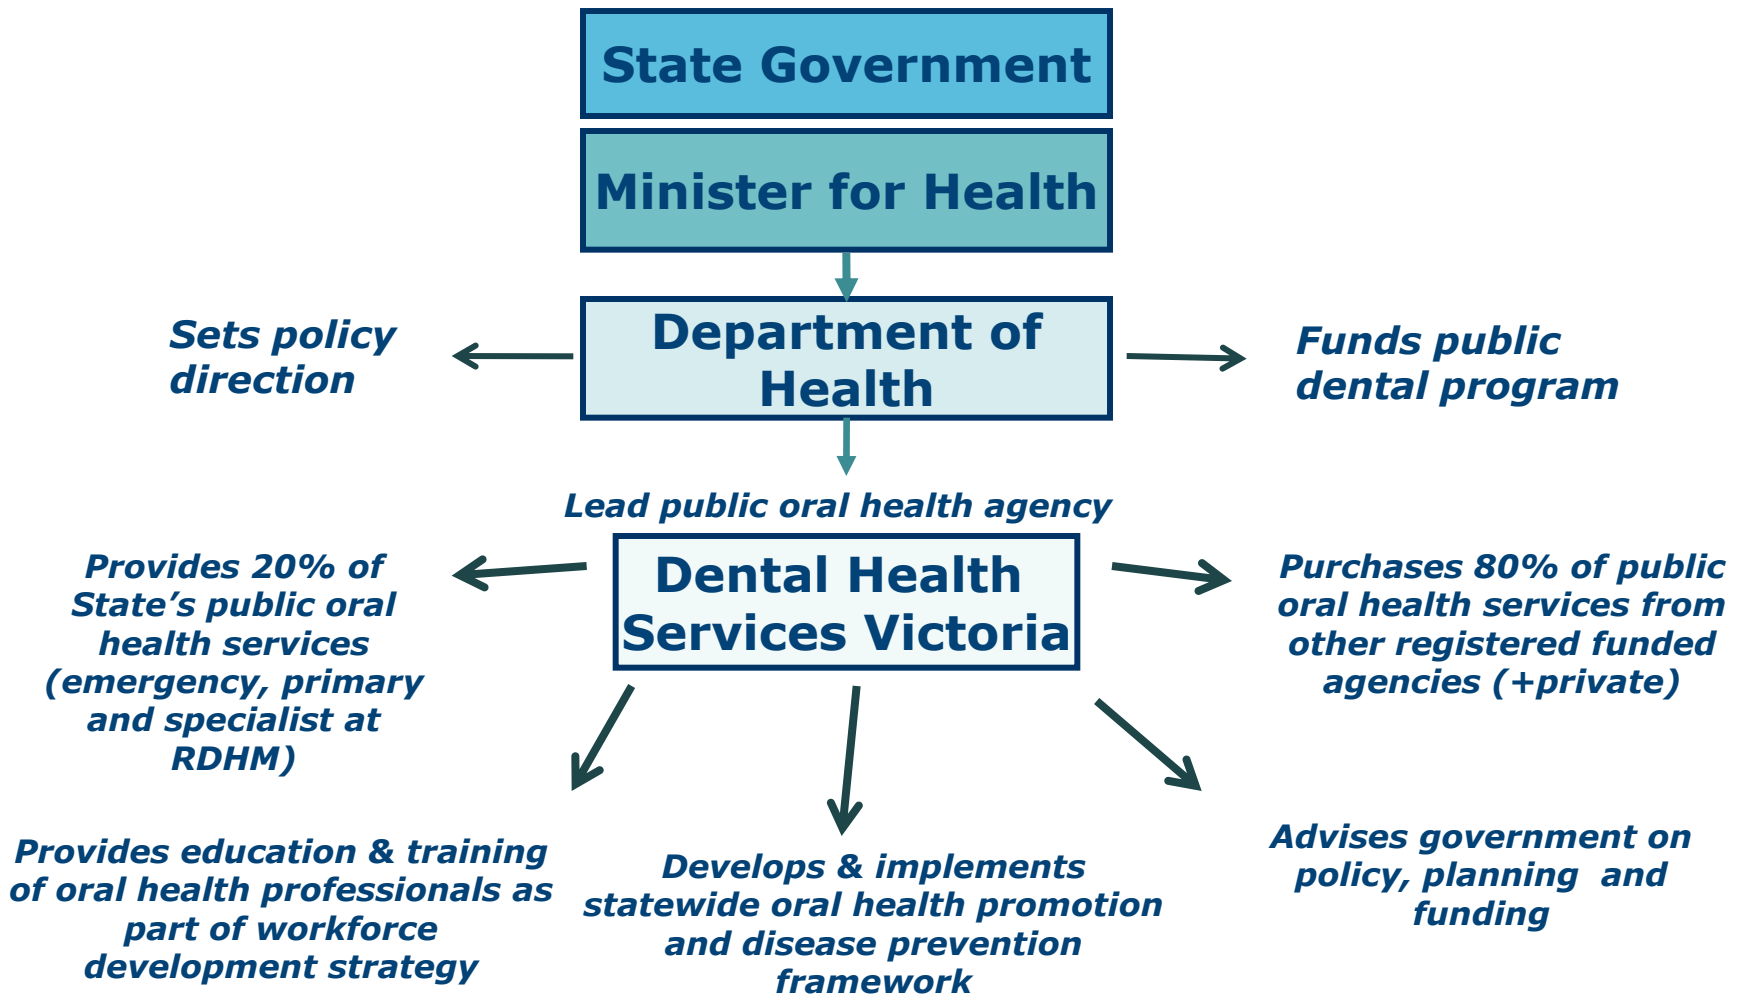 State Government
Minister for Health
Department of
Health
Sets policy
direction
Funds public
dental program
Lead public oral health agency
Dental Health
Services Victoria
Provides 20% of
State’s public oral
health services
(emergency, primary
and specialist at
RDHM)
Purchases 80% of public
oral health services from
other registered funded
agencies (+private)
Provides education & training
of oral health professionals as
part of workforce
development strategy
Develops & implements
statewide oral health promotion
and disease prevention
framework
Advises government on
policy, planning  and
funding